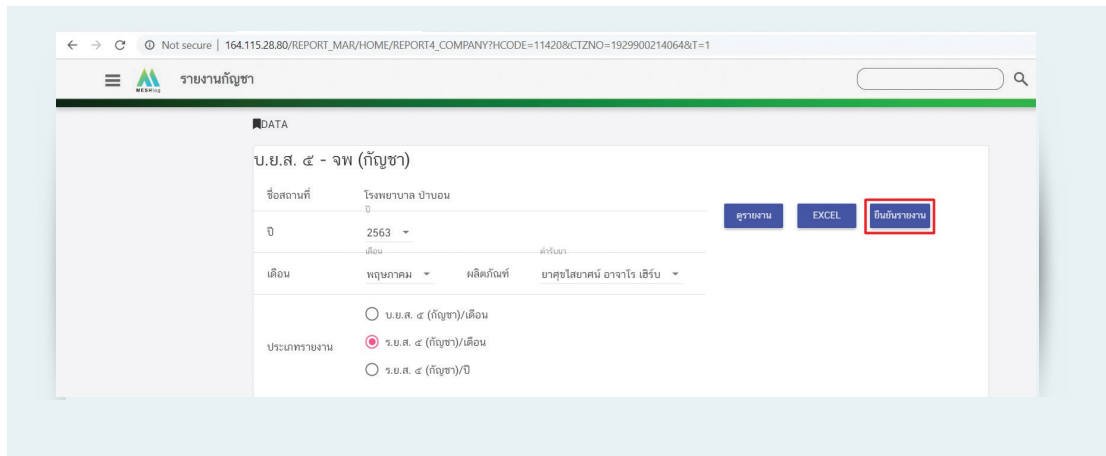 Not secure | 164.115.28.80/REPORT_MAR/HOME/REPORT4_COMPANY?HCODE=11420&CTZNO=1929900214064&T=1
MESHlog
รายงานกัญชา
DATA
บ.ย.ส. ๕ - จพ (กัญชา)
ชื่อสถานที่ โรงพยาบาล ป่าบอน
ดูรายงาน EXCEL ยืนยันรายงาน
ปี
ปี 2563
เดือน ตำรับยา
เดือน พฤษภาคม ผลิตภัณฑ์ ยาศุขไสยาศน์ อาจาโร เฮิร์บ
บ.ย.ส. ๕ (กัญชา)/เดือน
ประเภทรายงาน ร.ย.ส. ๕ (กัญชา)/เดือน
ร.ย.ส. ๕ (กัญชา)/ปี